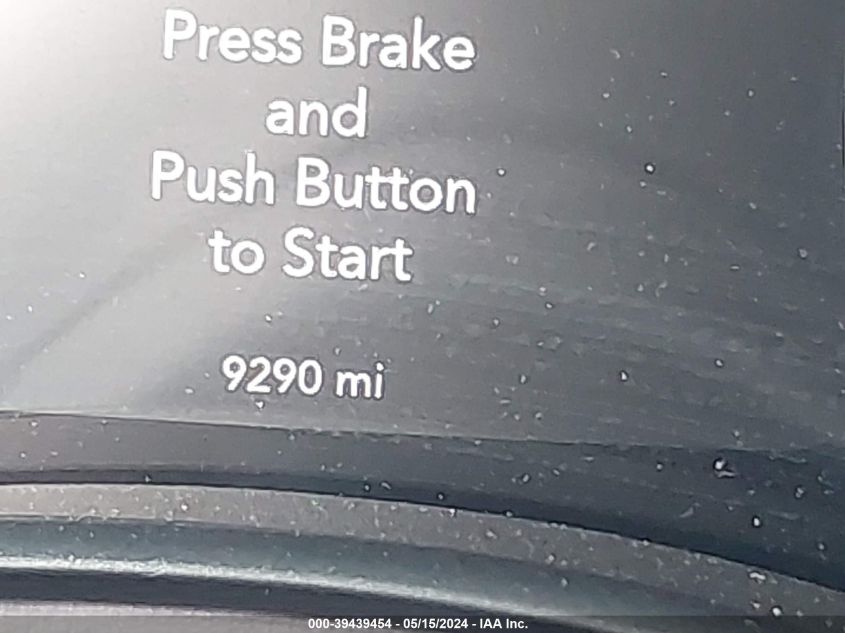 Press Brake
and
Push Button
to Start
9290 mi
000-39439454 - 05/15/2024 - IAA Inc.